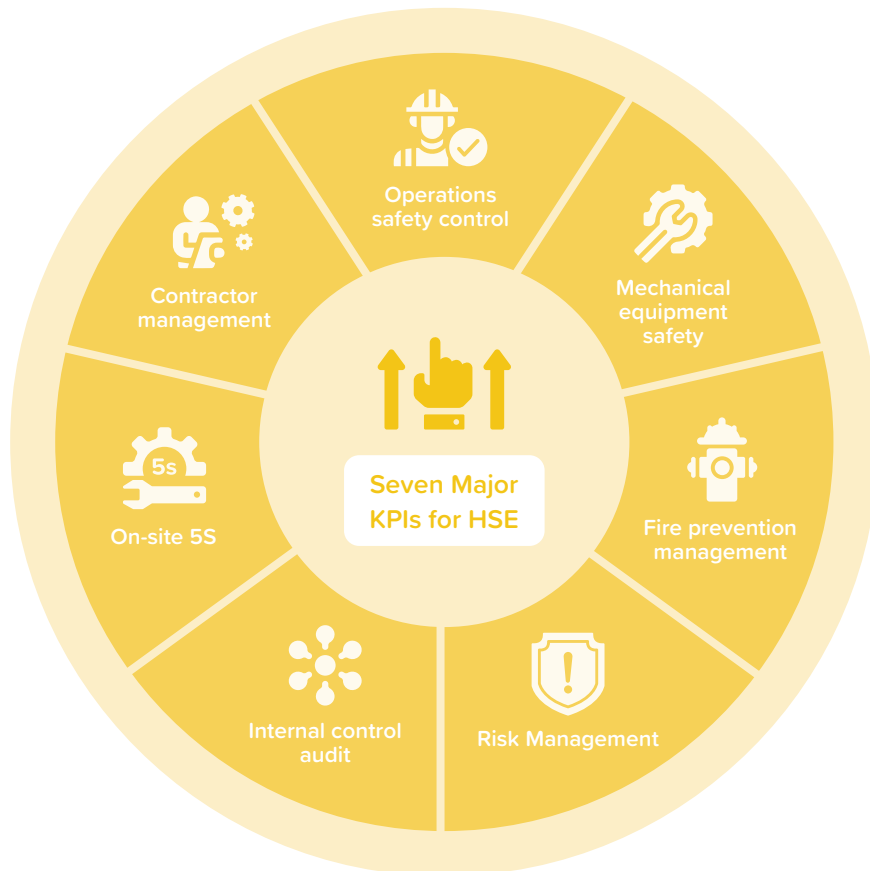 Operations
safety control
Mechanical
equipment
safety
Fire prevention
management
Risk Management
Internal control
audit
5s
On-site 5S
Contractor
management
Seven Major
KPIs for HSE